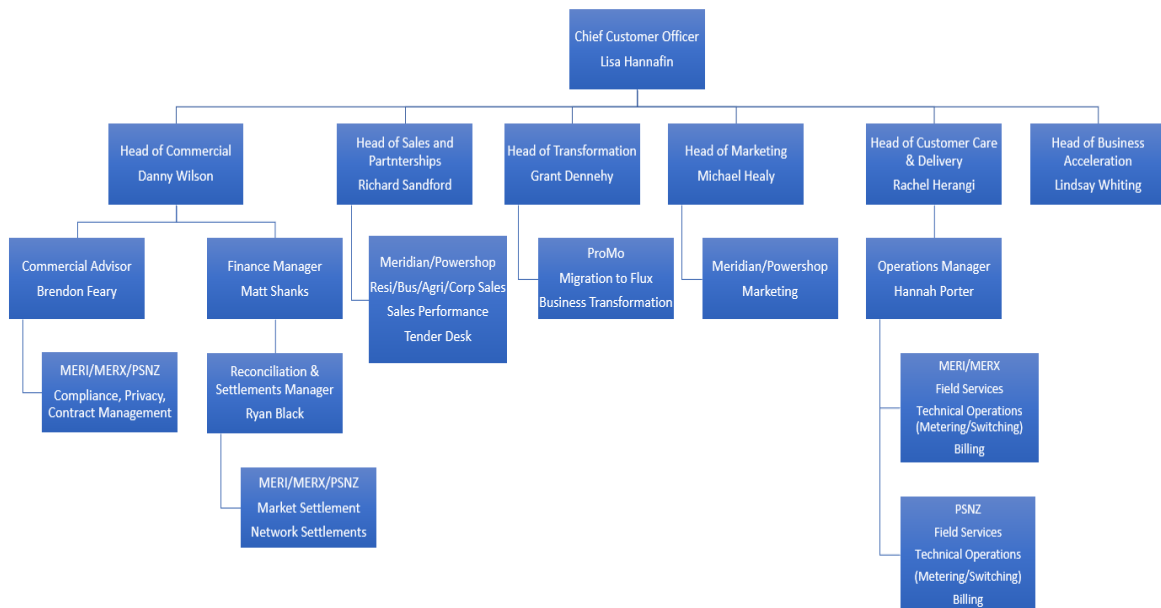 Chief Customer Officer
Lisa Hannafin
Head of Commercial
Danny Wilson
Head of Sales and
Partnterships
Richard Sandford
Head of Transformation
Grant Dennehy
Head of Marketing
Michael Healy
Head of Customer Care
& Delivery
Rachel Herangi
Head of Business
Acceleration
Lindsay Whiting
Commercial Advisor
Brendon Feary
Finance Manager
Matt Shanks
Meridian/Powershop
Resi/Bus/Agri/Corp Sales
Sales Performance
Tender Desk
ProMo
Migration to Flux
Business Transformation
Meridian/Powershop
Marketing
Operations Manager
Hannah Porter
MERI/MERX/PSNZ
Compliance, Privacy,
Contract Management
Reconciliation &
Settlements Manager
Ryan Black
MERI/MERX
Field Services
Technical Operations
(Metering/Switching)
Billing
MERI/MERX/PSNZ
Market Settlement
Network Settlements
PSNZ
Field Services
Technical Operations
(Metering/Switching)
Billing